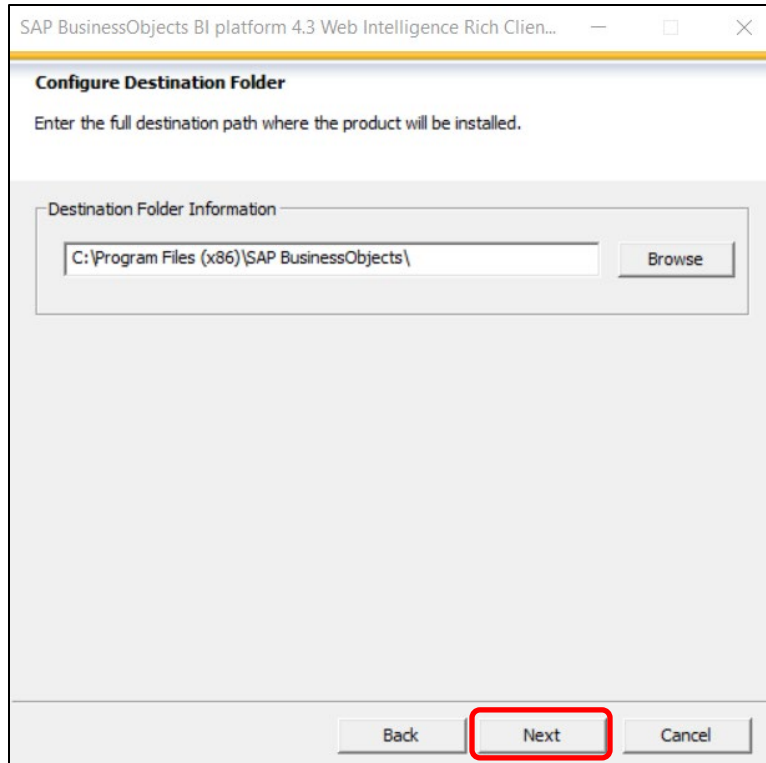 SAP BusinessObjects BI platform 4.3 Web Intelligence Rich Clien...
Configure Destination Folder
Enter the full destination path where the product will be installed.
Destination Folder Information
C:\Program Files (x86)\SAP BusinessObjects\
Browse
Back
Next
Cancel